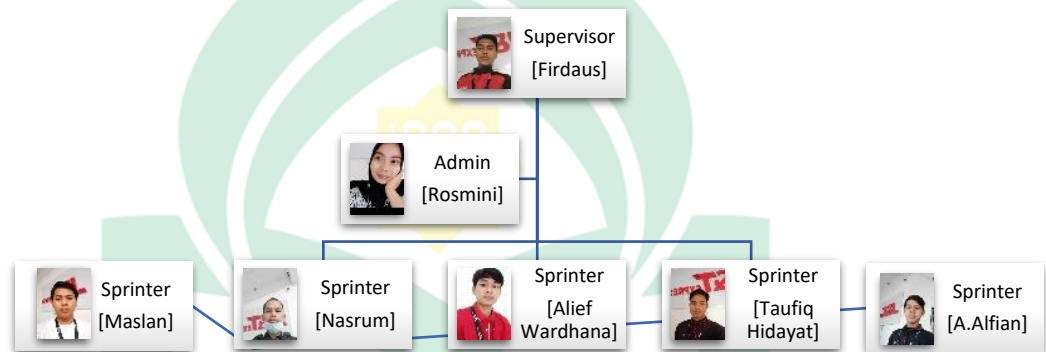 Supervisor
[Firdaus]
Admin
[Rosmini]
Sprinter
[Maslan]
Sprinter
[Nasrum]
Sprinter
[Alief
Wardhana]
Sprinter
[Taufiq
Hidayat]
Sprinter
[A.Alfian]